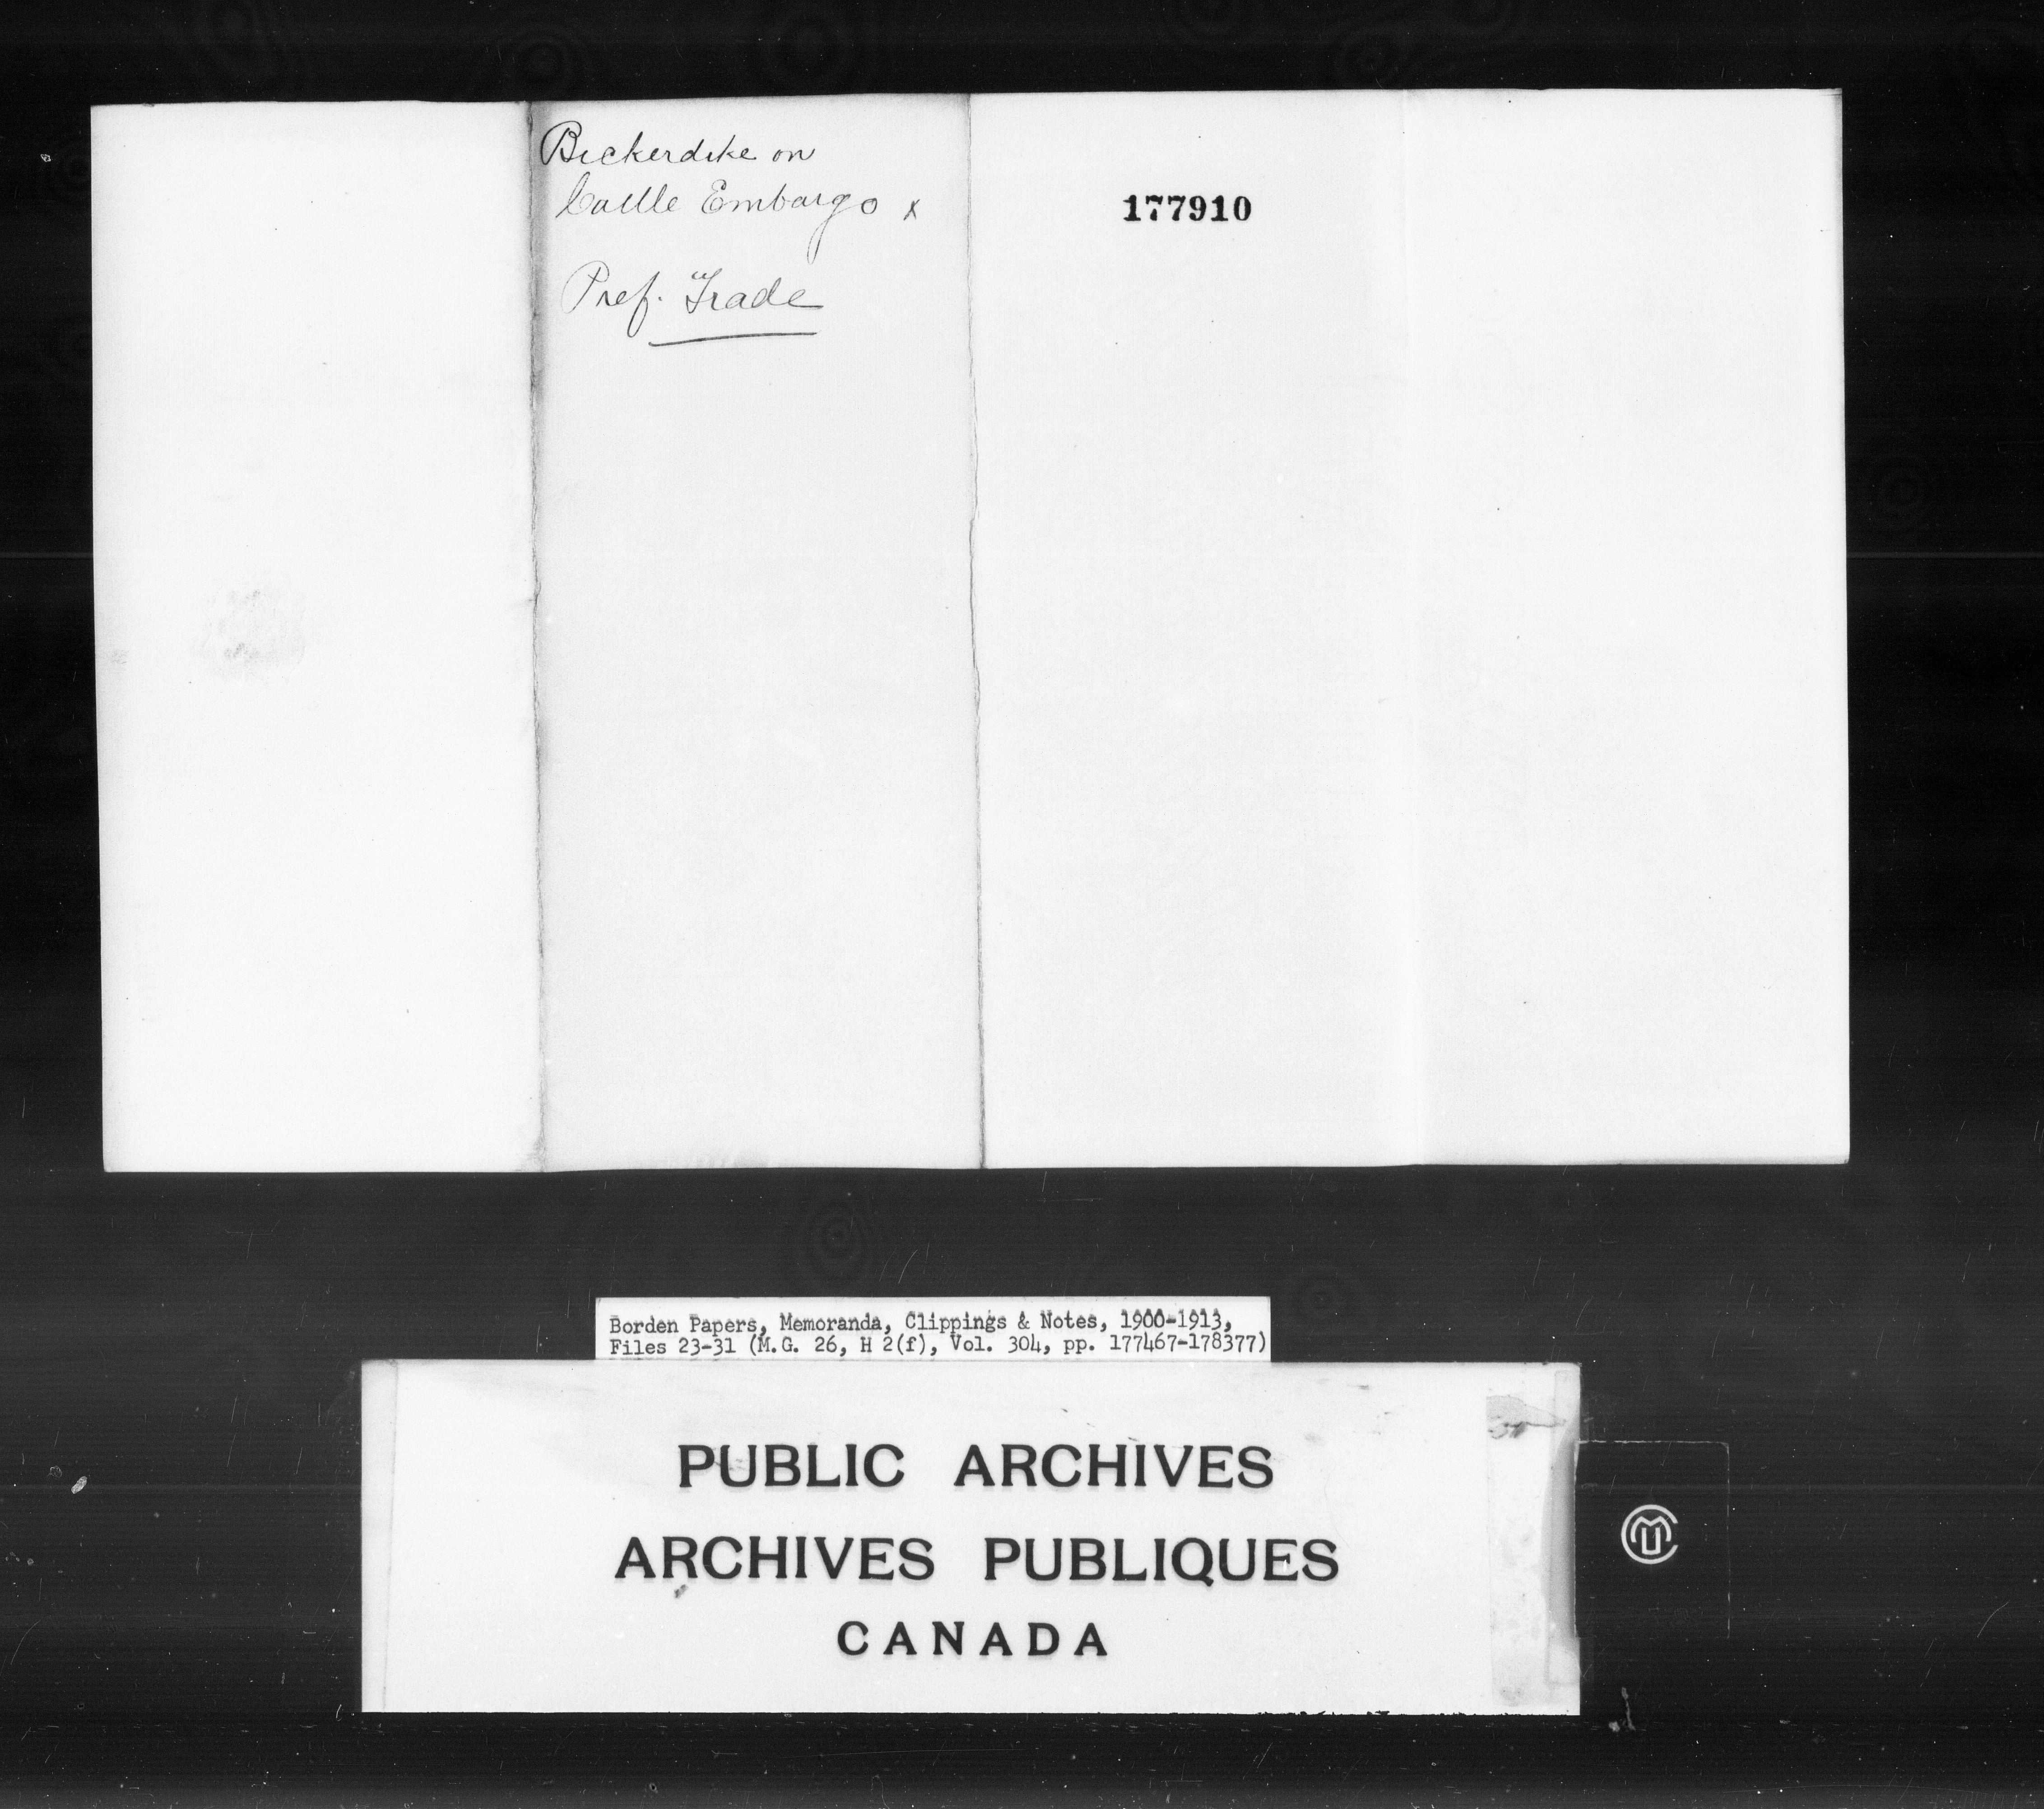 Bickerdike on
Cattle Embargo x
Pref. Trade
177910
Borden Papers, Memoranda, Clippings & Notes, 1900-1913,
Files 23-31 (M.G. 26, H 2(f), Vol. 304, pp. 177467-178377)
PUBLIC ARCHIVES
ARCHIVES PUBLIQUES
CANADA